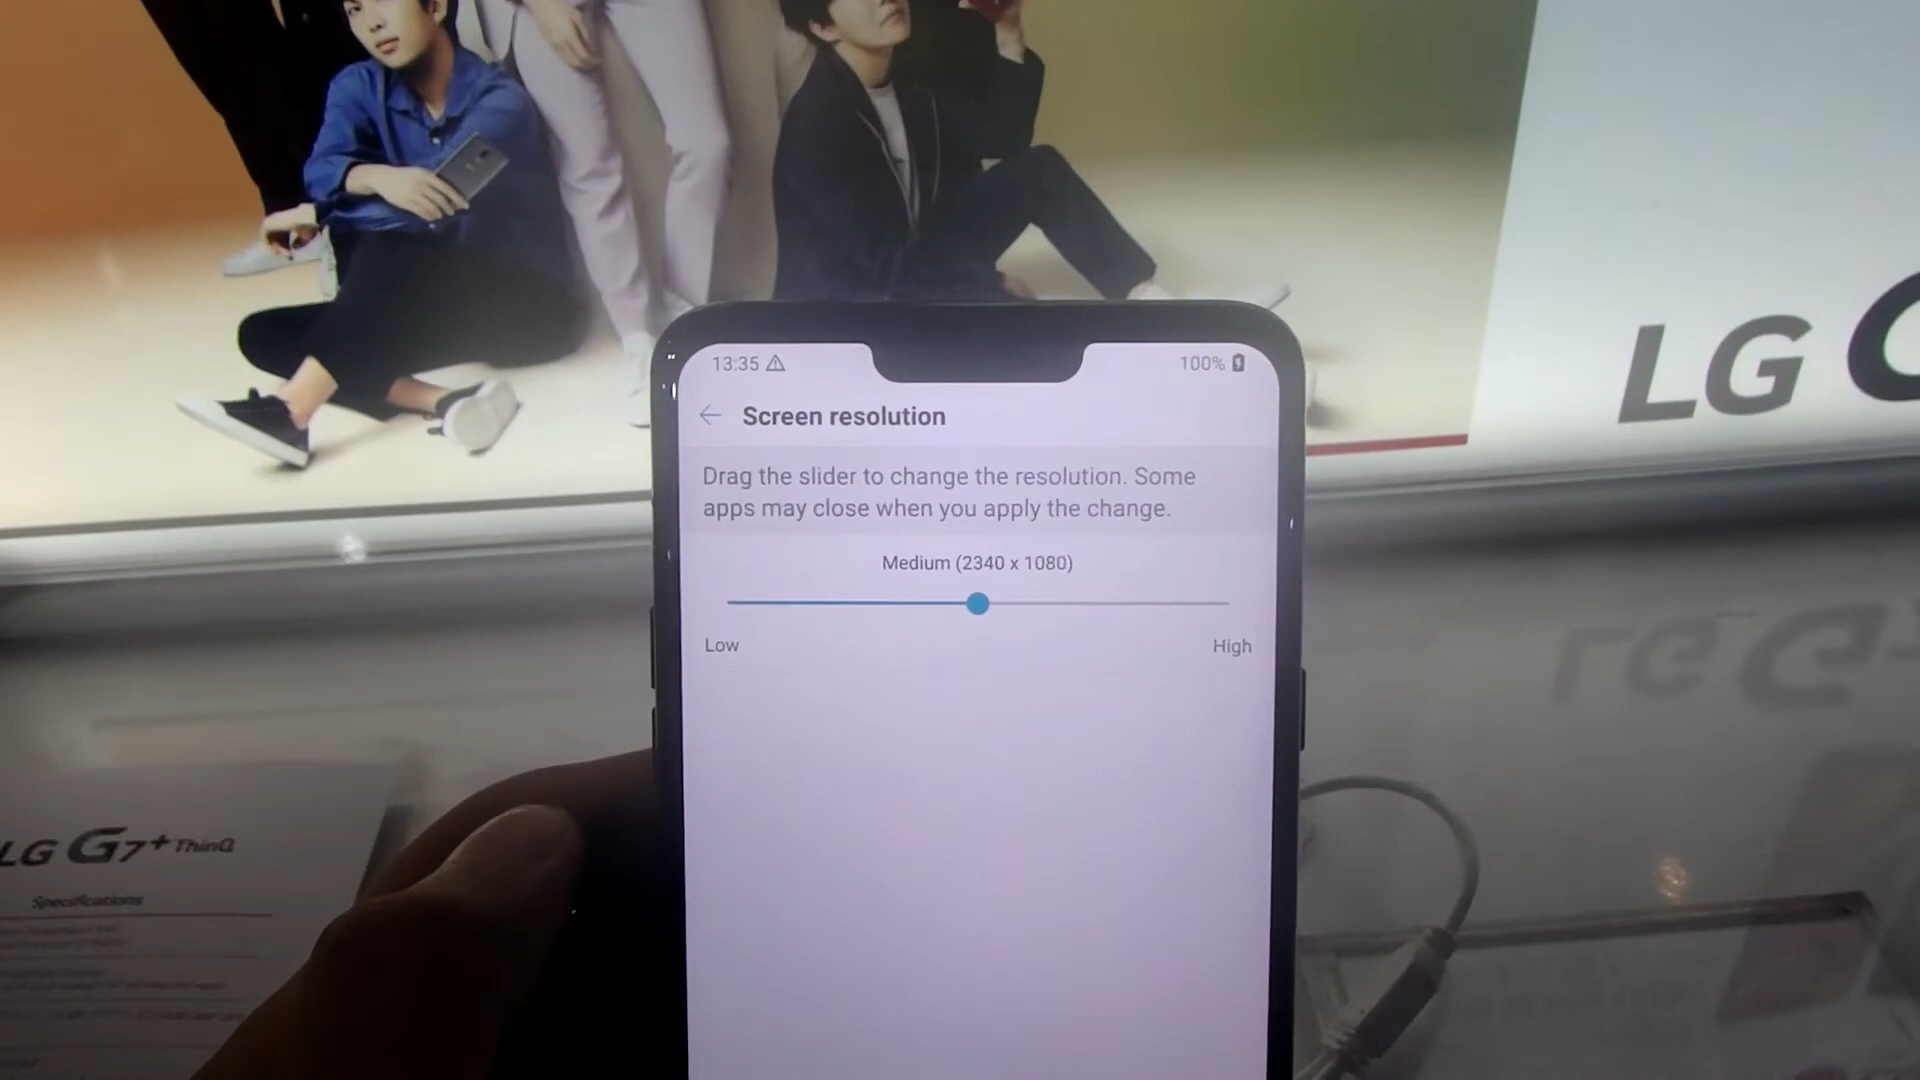 LG G
13:35 100%
Screen resolution
Drag the slider to change the resolution. Some
apps may close when you apply the change.
Medium (2340 x 1080)
Low High
LG G7+ ThinQ
Specifications